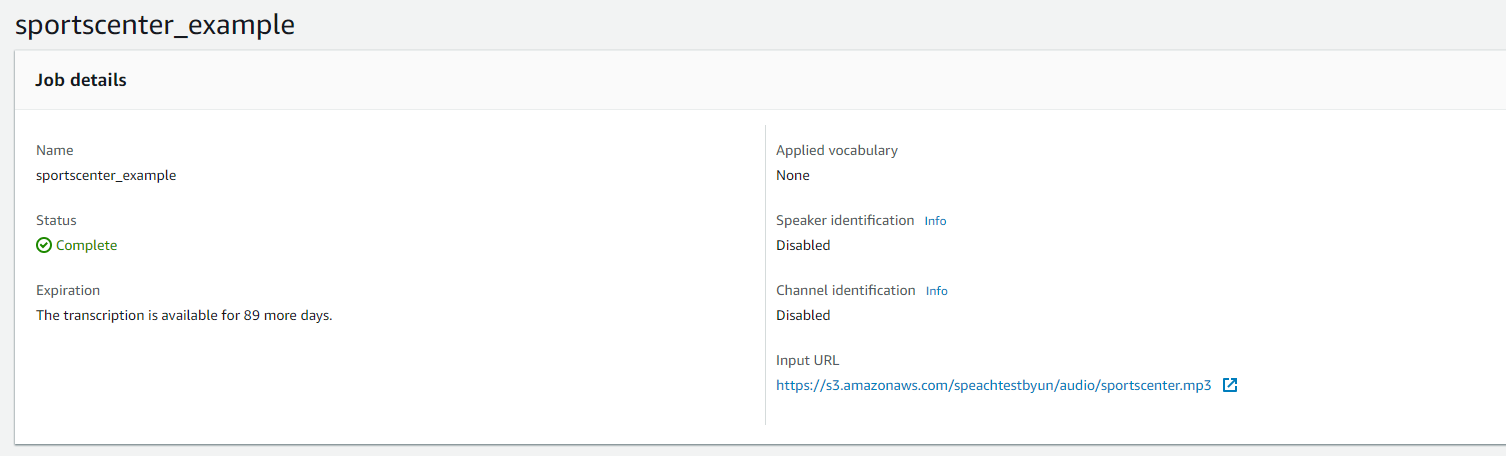 sportscenter_example
Job details
Name
sportscenter_example
Status
Complete
Expiration
The transcription is available for 89 more days.
Applied vocabulary
None
Speaker identification Info
Disabled
Channel identification Info
Disabled
Input URL
https://s3.amazonaws.com/speachtestbyun/audio/sportscenter.mp3